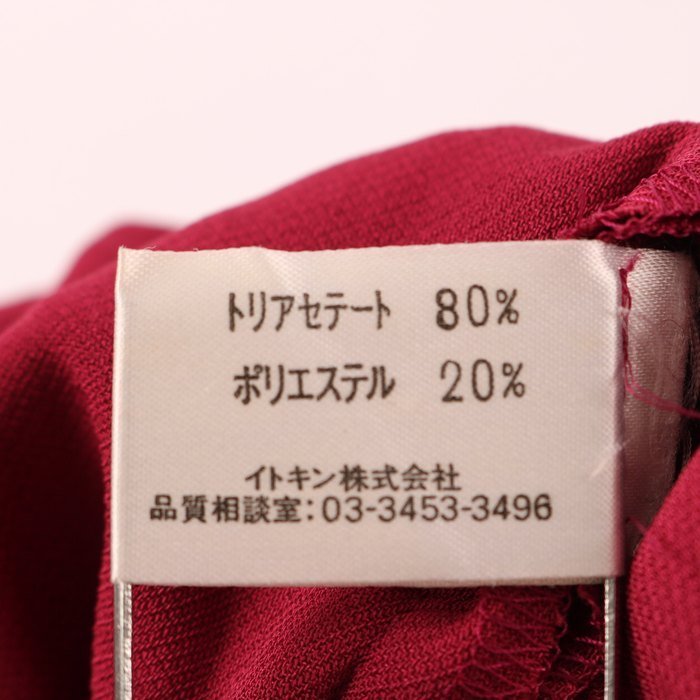 トリアセテート 80%
ポリエステル 20%
イトキン株式会社
品質相談室：03-3453-3496